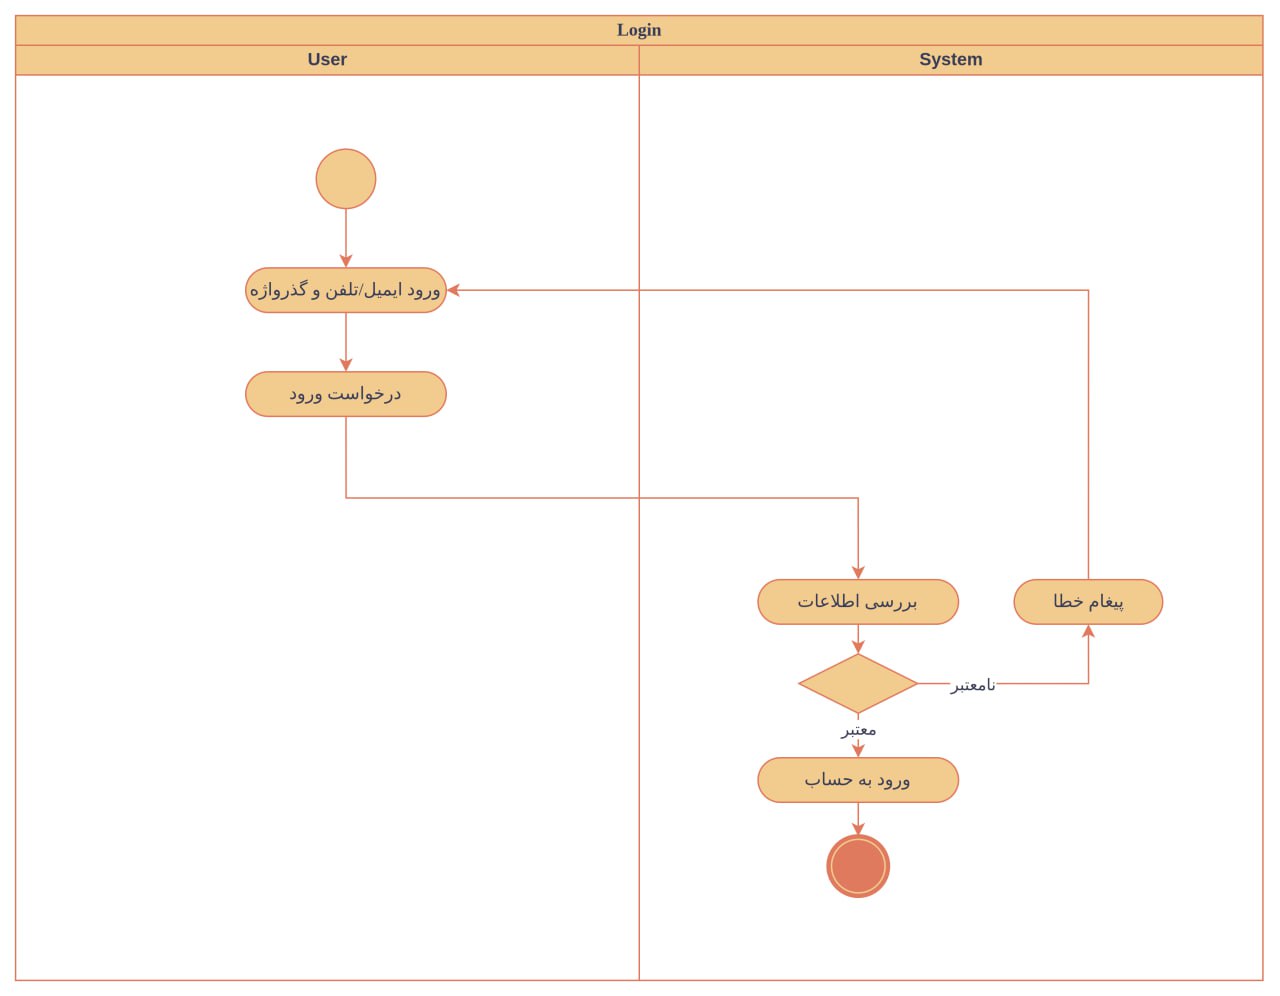 Login
User
System
ورود ایمیل/تلفن و گذرواژه
درخواست ورود
بررسی اطلاعات
پیغام خطا
نامعتبر
معتبر
ورود به حساب